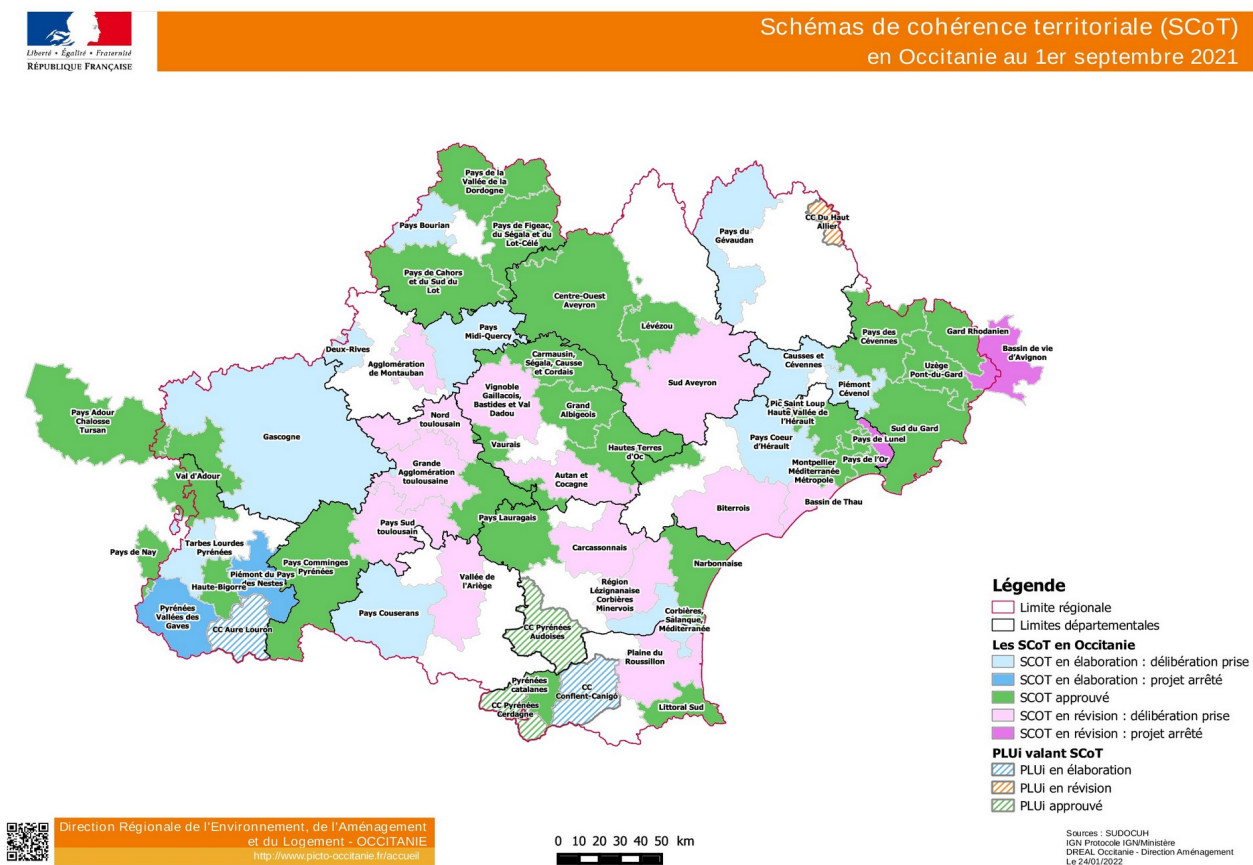 Liberté • Égalité • Fraternité
RÉPUBLIQUE FRANÇAISE
Schémas de cohérence territoriale (SCoT)
en Occitanie au 1er septembre 2021
Pays de la
Vallée de la
Dordogne
Pays Bourian
Pays de Figeac,
du Ségala et du
Lot-Célé
CC Du Haut
Allier
Pays du
Gévaudan
Pays de Cahors
et du Sud du
Lot
Centre-Ouest
Aveyron
Lévézou
Pays
Midi-Quercy
Deux-Rives
Agglomération
de Montauban
Carmausin,
Ségala, Causse
et Cordais
Sud Aveyron
Causses et
Cévennes
Pays des
Cévennes
Gard Rhodanien
Bassin de vie
d'Avignon
Uzège
Pont-du-Gard
Piémont
Cévenol
Vignoble
Gaillacois,
Bastides et Val
Dadou
Grand
Albigeois
Pic Saint Loup
Haute Vallée de
l'Hérault
Sud du Gard
Pays Adour
Chalosse
Tursan
Gascogne
Nord
toulousain
Vaurais
Hautes Terres
d'Oc
Pays Coeur
d'Hérault
Pays de Lunel
Pays de l'Or
Montpellier
Méditerranée
Métropole
Val d'Adour
Grande
Agglomération
toulousaine
Autan et
Cocagne
Biterrois
Bassin de Thau
Pays Sud
toulousain
Pays Lauragais
Carcassonnais
Narbonnaise
Pays de Nay
Tarbes Lourdes
Pyrénées
Haute-Bigorre
Piémont du Pays
des Nestes
Pays Comminges
Pyrénées
Vallée de
l'Ariège
Région
Lézignanaise
Corbières
Minervois
Pyrénées
Vallées des
Gaves
CC Aure Louron
Pays Couserans
CC Pyrénées
Audoises
Corbières,
Salanque,
Méditerranée
Plaine du
Roussillon
Pyrénées
catalanes
CC
Conflent-Canigó
CC Pyrénées
Cerdagne
Littoral Sud
Légende
Limite régionale
Limites départementales
Les SCoT en Occitanie
SCOT en élaboration : délibération prise
SCOT en élaboration : projet arrêté
SCOT approuvé
SCOT en révision : délibération prise
SCOT en révision : projet arrêté
PLUi valant SCoT
PLUi en élaboration
PLUi en révision
PLUi approuvé
Direction Régionale de l'Environnement, de l'Aménagement
et du Logement - OCCITANIE
http://www.picto-occitanie.fr/accueil
0 10 20 30 40 50 km
Sources : SUDOCUH
IGN Protocole IGN/Ministère
DREAL Occitanie - Direction Aménagement
Le 24/01/2022